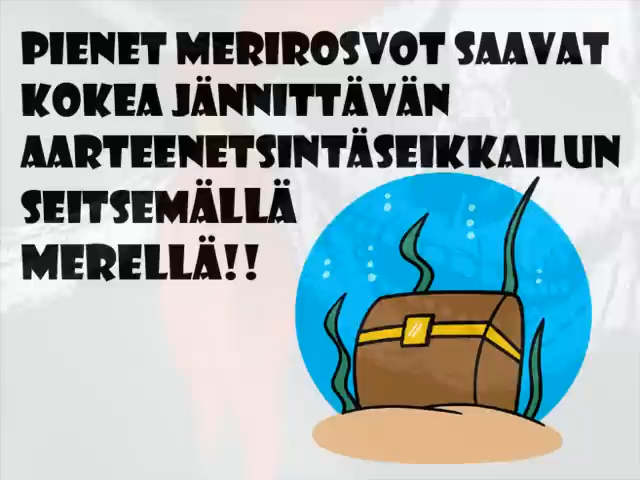 PIENET MERIROSVOT SAAVAT
KOKEA JÄNNITTÄVÄN
AARTEENETSINTÄSEIKKAILUN
SEITSEMÄLLÄ
MERELLÄ!!